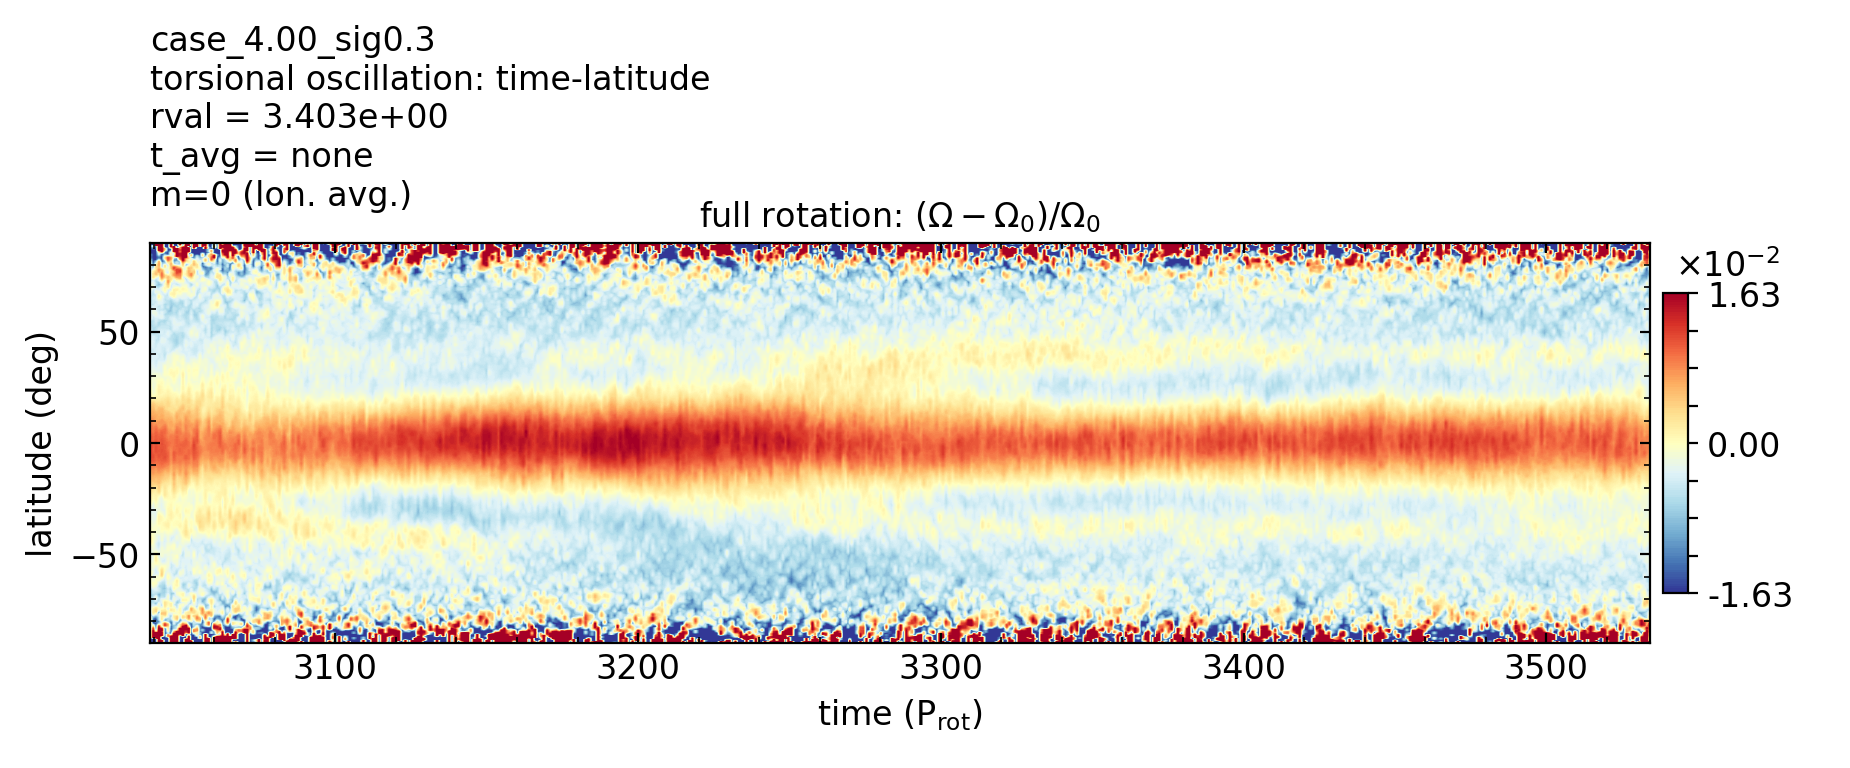 case_4.00_sig0.3
torsional oscillation: time-latitude
rval = 3.403e+00
t_avg = none
m=0 (lon. avg.)
full rotation: (Ω − Ω₀)/Ω₀
×10⁻²
1.63
0.00
-1.63
latitude (deg)
50
0
−50
3100 3200 3300 3400 3500
time (P_rot)